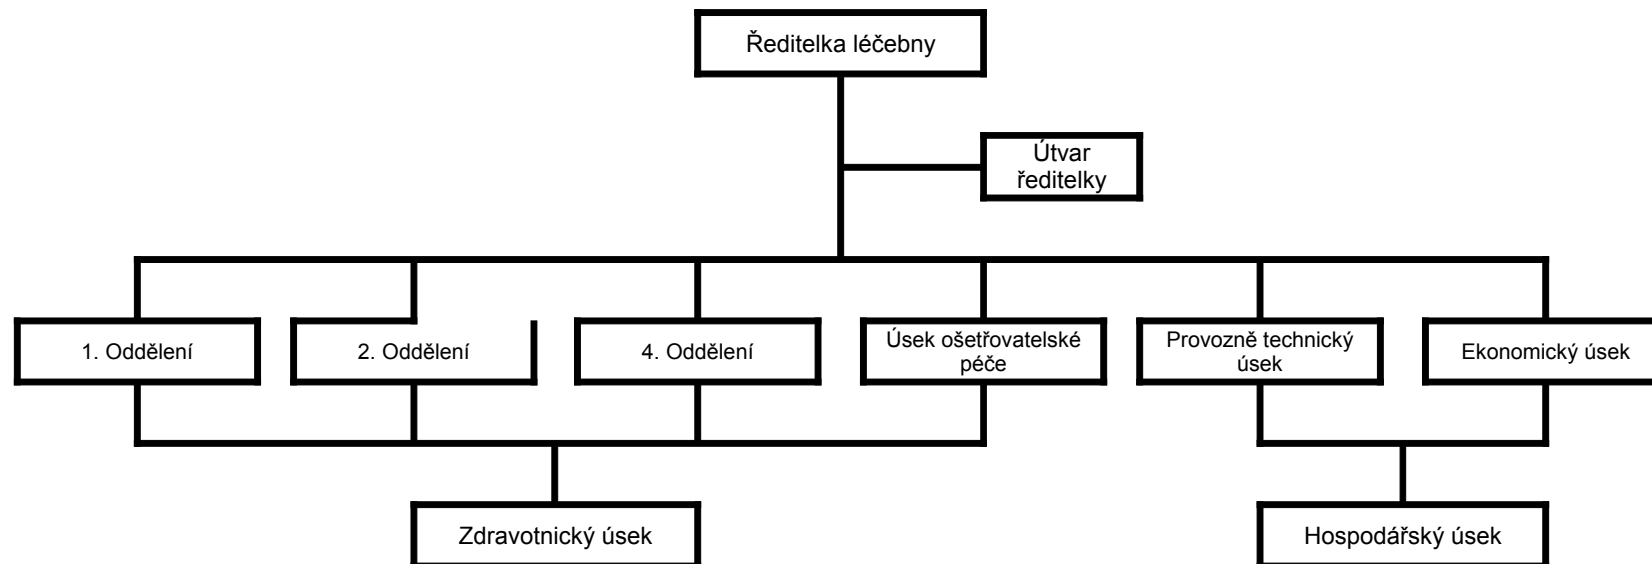 Ředitelka léčebny
Útvar
ředitelky
1. Oddělení
2. Oddělení
4. Oddělení
Úsek ošetřovatelské
péče
Provozně technický
úsek
Ekonomický úsek
Zdravotnický úsek
Hospodářský úsek